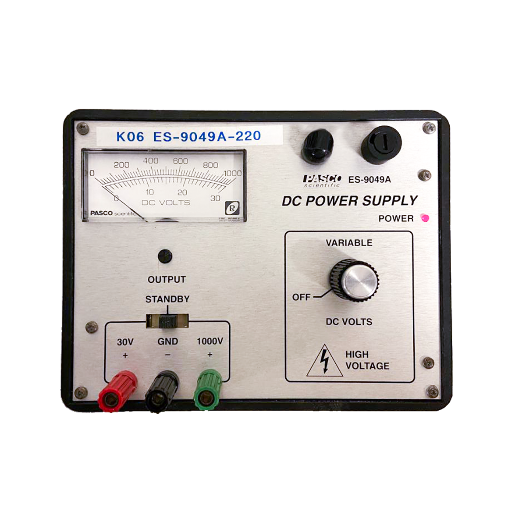 K06 ES-9049A-220
0 200 400 600 800 1000
0 10 20 30
DC VOLTS
PASCO scientific
PASCO scientific ES-9049A
DC POWER SUPPLY
POWER
OUTPUT
STANDBY
30V GND 1000V
+ − +
VARIABLE
OFF
DC VOLTS
HIGH
VOLTAGE